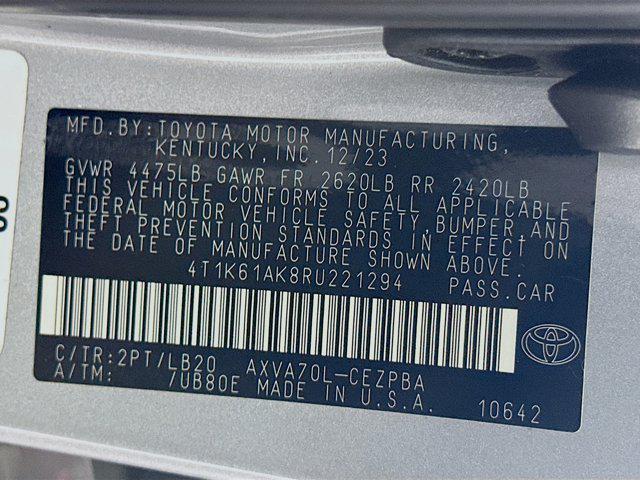 MFD.BY:TOYOTA MOTOR MANUFACTURING,
KENTUCKY,INC.12/23
GVWR 4475LB GAWR FR 2620LB RR 2420LB
THIS VEHICLE CONFORMS TO ALL APPLICABLE
FEDERAL MOTOR VEHICLE SAFETY,BUMPER,AND
THEFT PREVENTION STANDARDS IN EFFECT ON
THE DATE OF MANUFACTURE SHOWN ABOVE.
4T1K61AK8RU221294 PASS.CAR
C/TR:2PT/LB20 AXVA70L-CEZPBA
A/TM: /UB80E MADE IN U.S.A. 10642